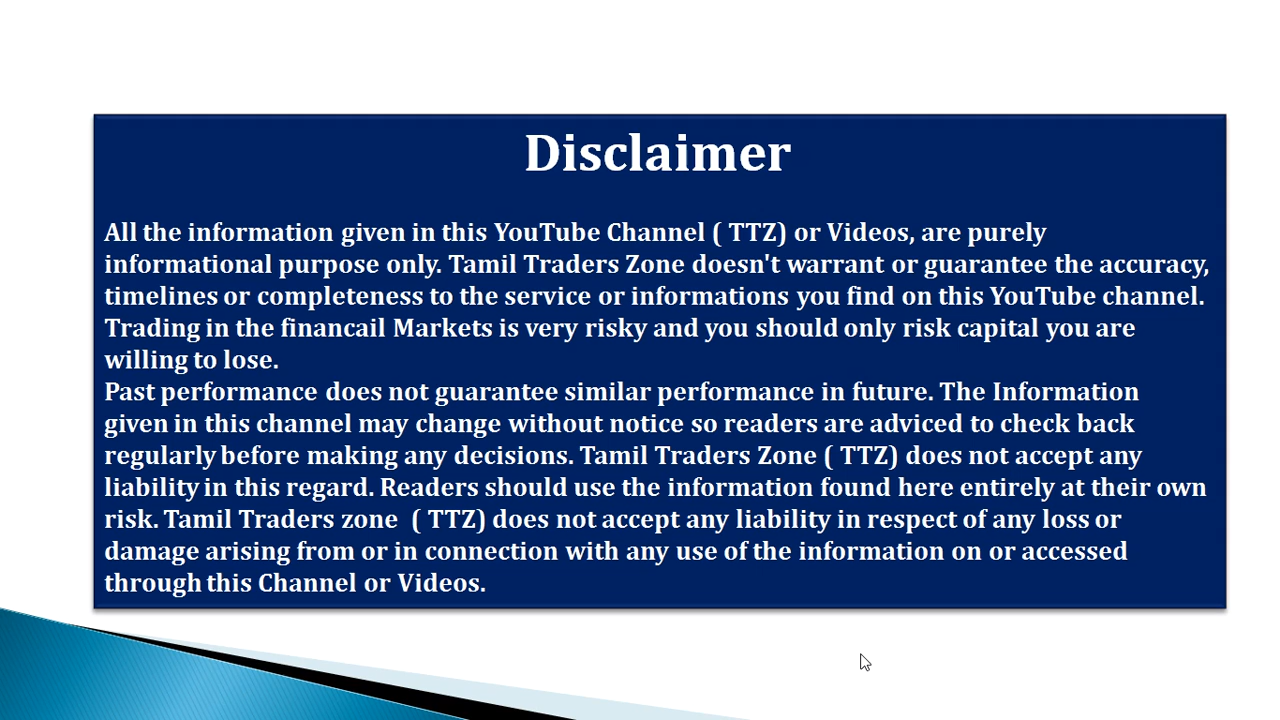 Disclaimer
All the information given in this YouTube Channel ( TTZ) or Videos, are purely
informational purpose only. Tamil Traders Zone doesn't warrant or guarantee the accuracy,
timelines or completeness to the service or informations you find on this YouTube channel.
Trading in the financail Markets is very risky and you should only risk capital you are
willing to lose.
Past performance does not guarantee similar performance in future. The Information
given in this channel may change without notice so readers are adviced to check back
regularly before making any decisions. Tamil Traders Zone ( TTZ) does not accept any
liability in this regard. Readers should use the information found here entirely at their own
risk. Tamil Traders zone  ( TTZ) does not accept any liability in respect of any loss or
damage arising from or in connection with any use of the information on or accessed
through this Channel or Videos.